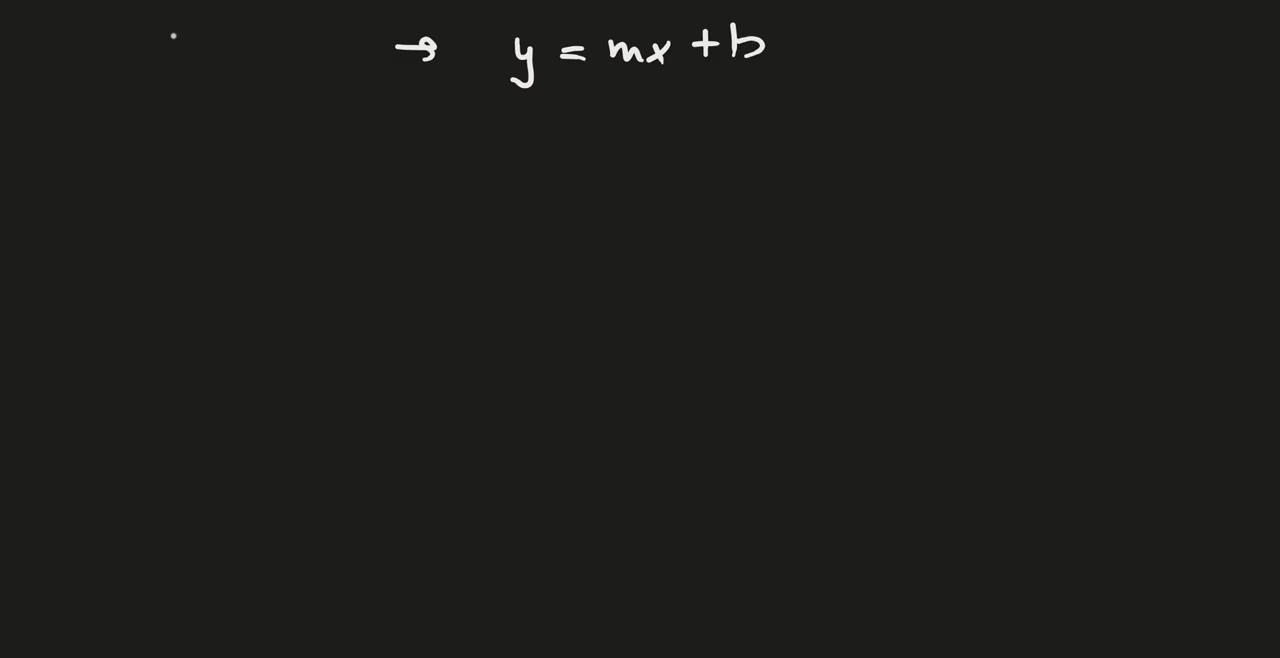 → y = mx + b